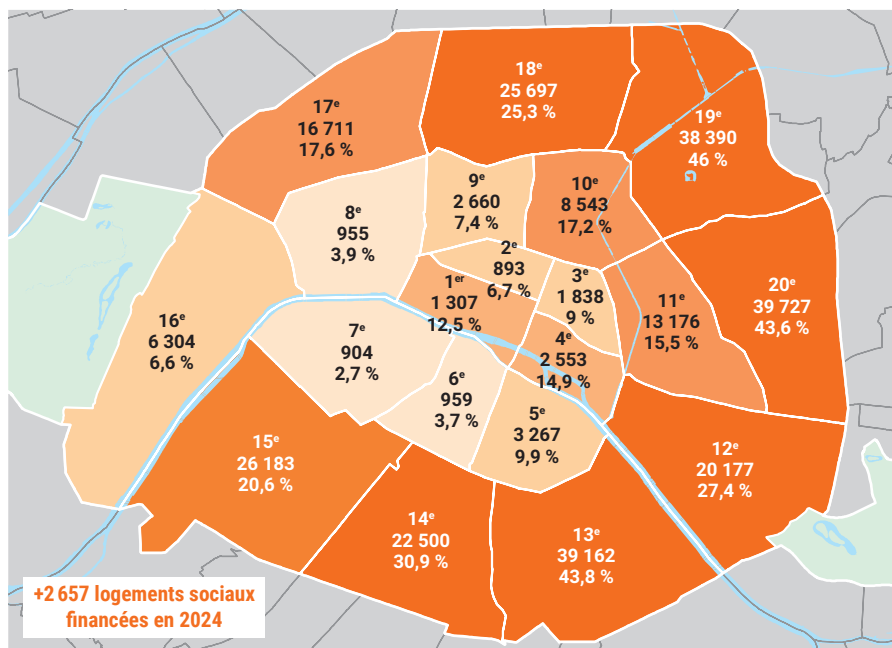 18e
25 697
25,3 %
17e
16 711
17,6 %
19e
38 390
46 %
9e
2 660
7,4 %
10e
8 543
17,2 %
8e
955
3,9 %
2e
893
6,7 %
1er
1 307
12,5 %
3e
1 838
9 %
11e
13 176
15,5 %
20e
39 727
43,6 %
16e
6 304
6,6 %
7e
904
2,7 %
4e
2 553
14,9 %
6e
959
3,7 %
5e
3 267
9,9 %
15e
26 183
20,6 %
12e
20 177
27,4 %
14e
22 500
30,9 %
13e
39 162
43,8 %
+2 657 logements sociaux
financées en 2024